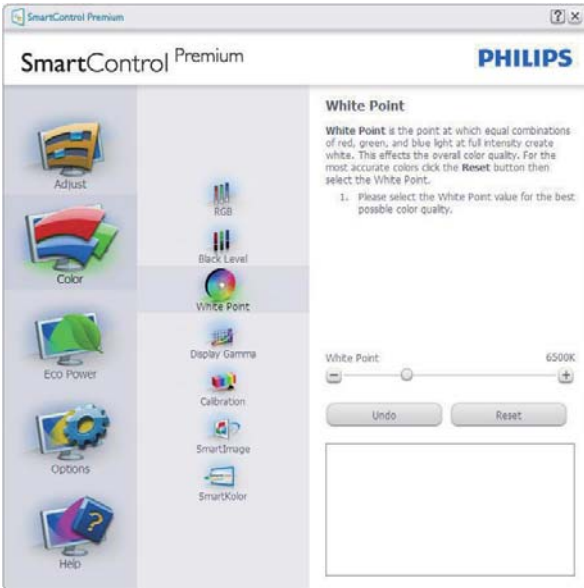 SmartControl Premium
? ×
SmartControl Premium
PHILIPS
Adjust
Color
Eco Power
Options
Help
RGB
Black Level
White Point
Display Gamma
Calibration
SmartImage
SmartKolor
White Point
White Point is the point at which equal combinations
of red, green, and blue light at full intensity create
white. This effects the overall color quality. For the
most accurate colors click the Reset button then
select the White Point.
1. Please select the White Point value for the best
possible color quality.
White Point 6500K
Undo Reset